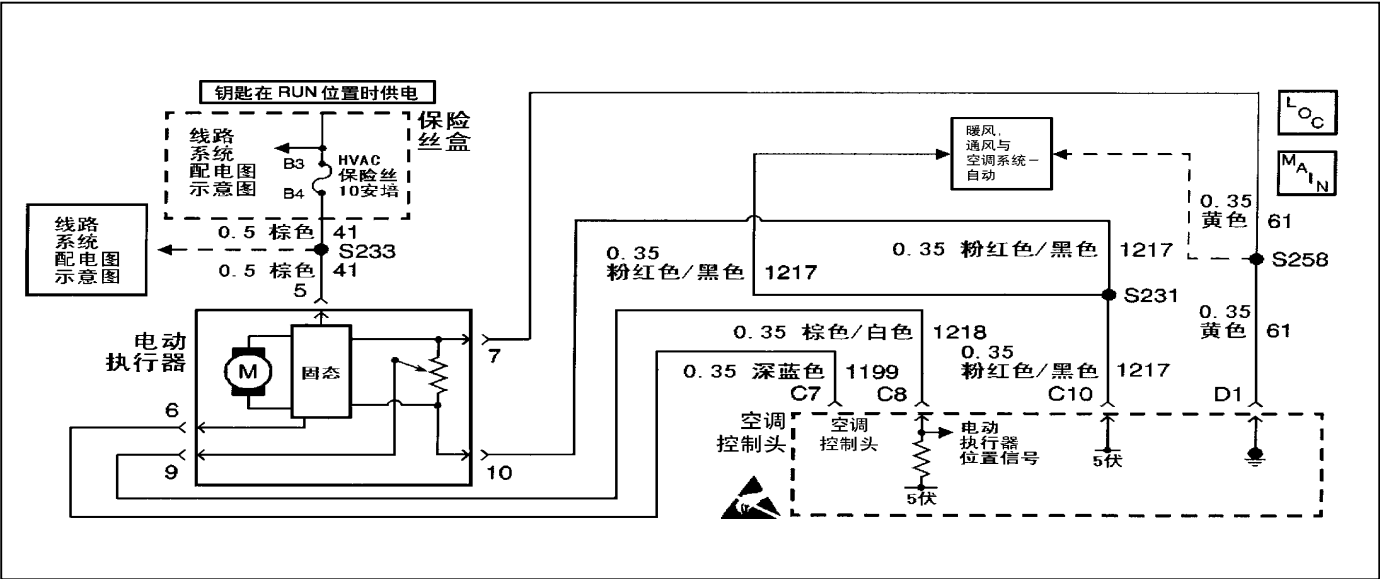 钥匙在 RUN 位置时供电
保险
丝盒
线路
系统
配电图
示意图
B3
B4
HVAC
保险丝
10安培
0.5 棕色 41
S233
0.5 棕色 41
5
线路
系统
配电图
示意图
电动
执行器
M
固态
6
9
7
10
暖风,
通风与
空调系统－
自动
LOC
MAIN
0.35
黄色 61
S258
0.35
黄色 61
0.35
粉红色/黑色 1217
0.35 粉红色/黑色 1217
S231
0.35 棕色/白色 1218
0.35
粉红色/黑色 1217
0.35 深蓝色 1199
C7
C8
C10
D1
空调
控制头
空调
控制头
电动
执行器
位置信号
5伏
5伏